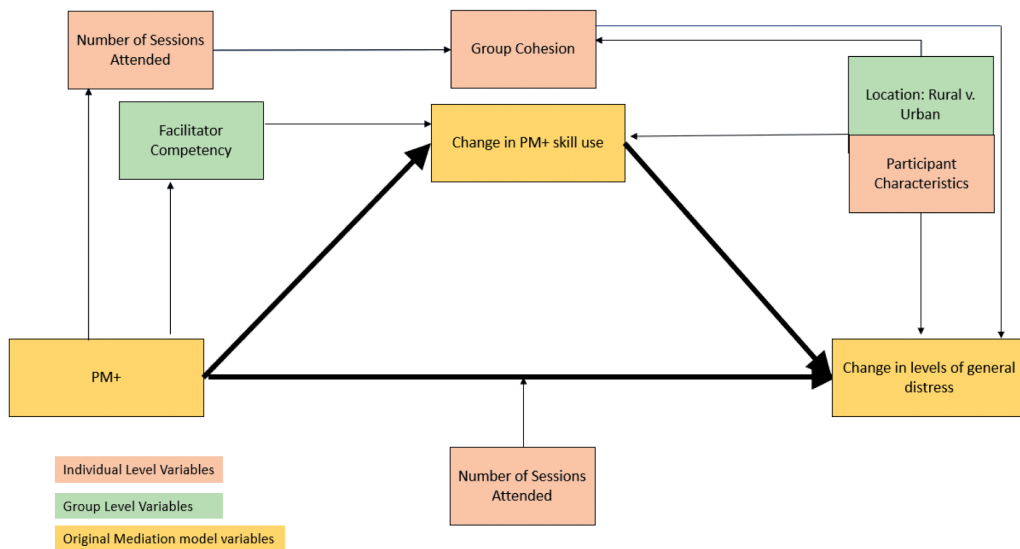 Number of Sessions
Attended
Group Cohesion
Location: Rural v.
Urban
Facilitator
Competency
Change in PM+ skill use
Participant
Characteristics
PM+
Change in levels of general
distress
Number of Sessions
Attended
Individual Level Variables
Group Level Variables
Original Mediation model variables